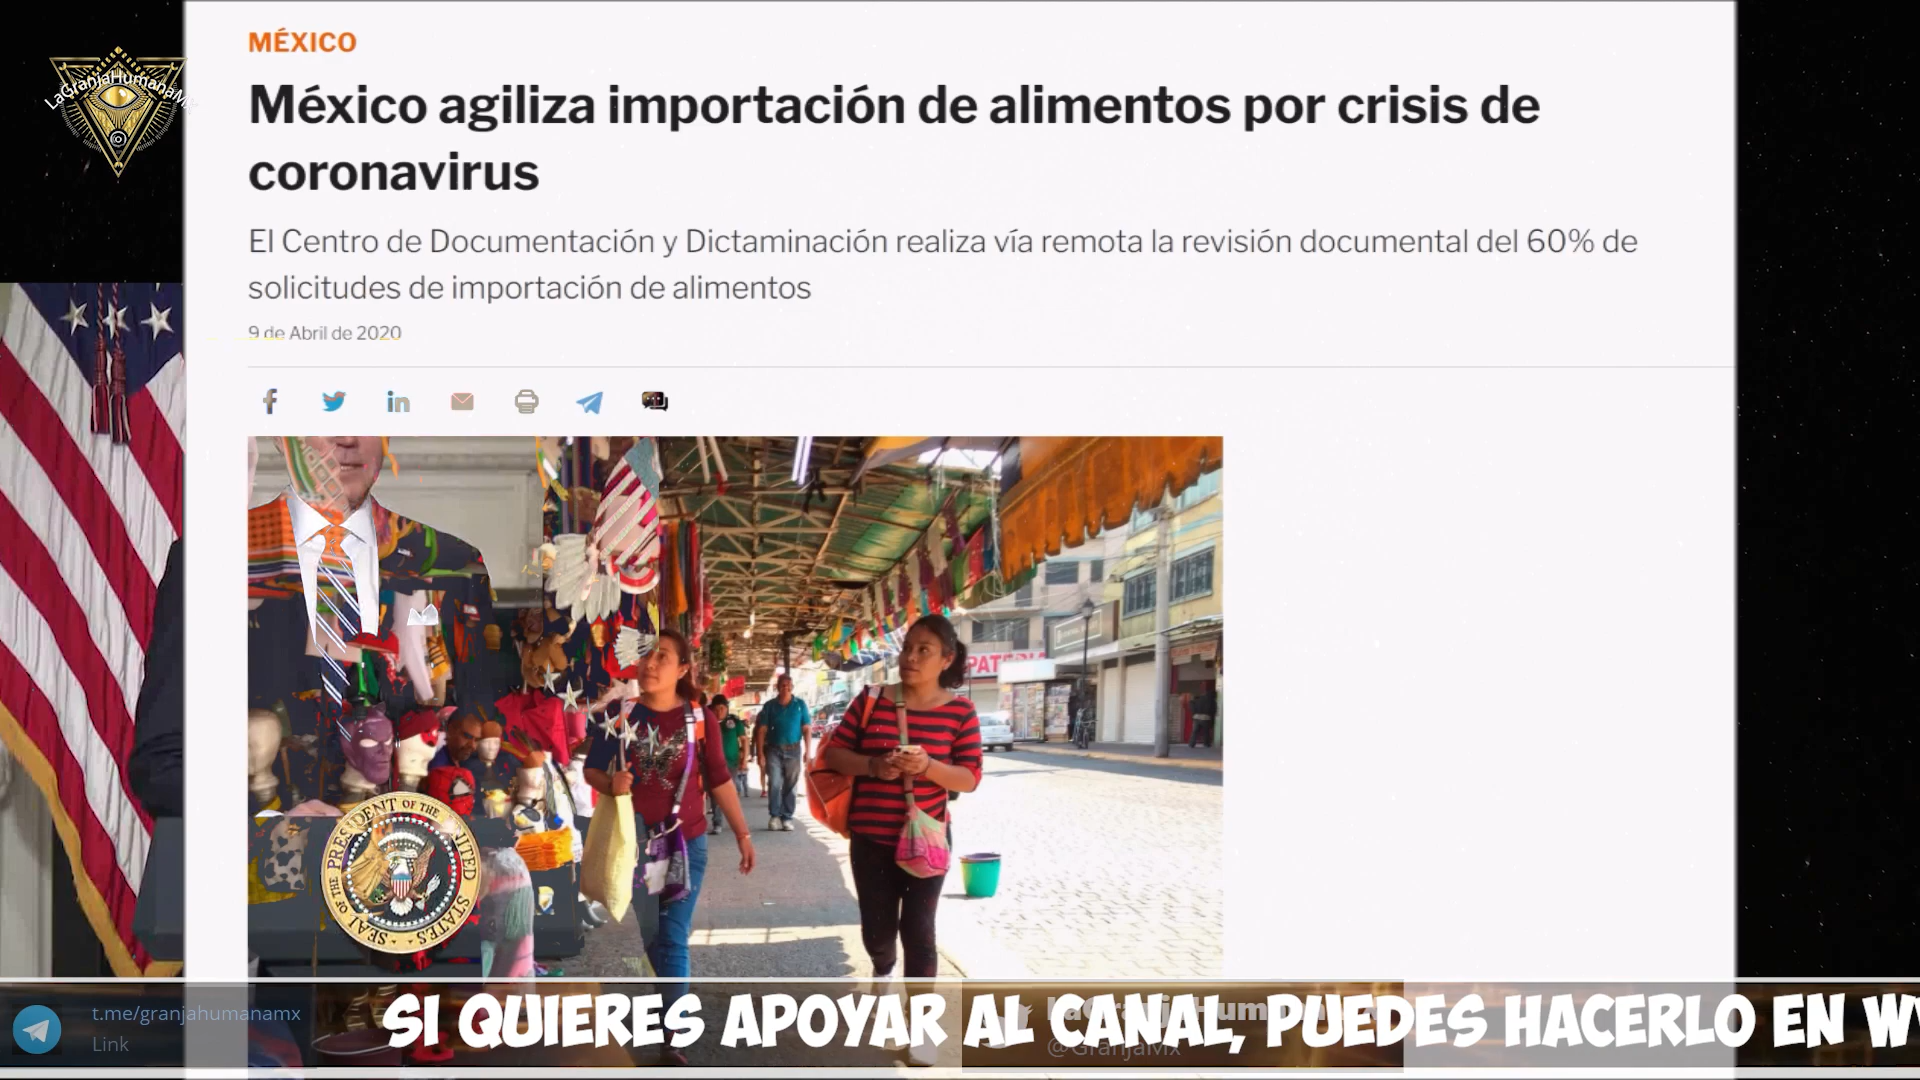 LaGranjaHumanaMx
MÉXICO
México agiliza importación de alimentos por crisis de
coronavirus
El Centro de Documentación y Dictaminación realiza vía remota la revisión documental del 60% de
solicitudes de importación de alimentos
9 de Abril de 2020
SEAL OF THE PRESIDENT OF THE UNITED STATES
t.me/granjahumanamx
Link
SI QUIERES APOYAR AL CANAL, PUEDES HACERLO EN W
@GranjaMx